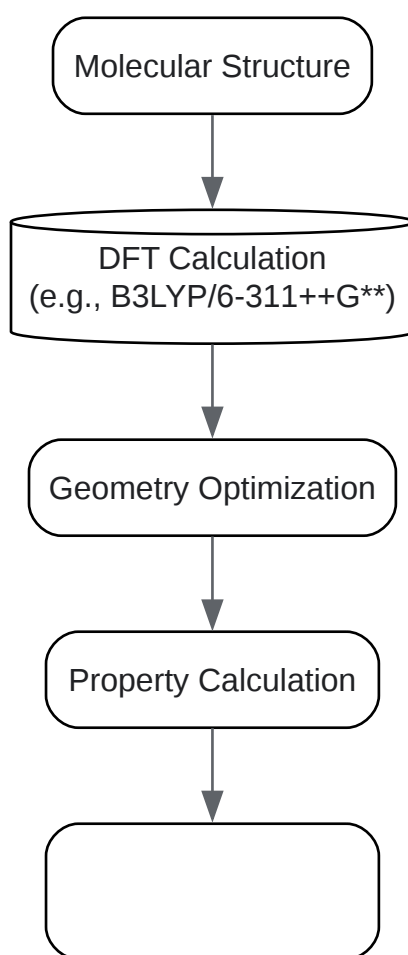 Molecular Structure
DFT Calculation
(e.g., B3LYP/6-311++G**)
Geometry Optimization
Property Calculation